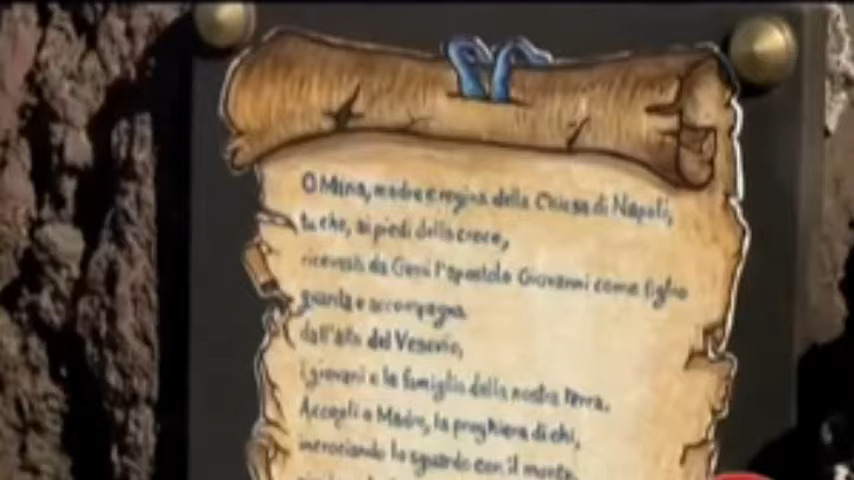 O Maria, madre e regina della Chiesa di Napoli,
tu che, ai piedi della croce,
ricevesti da Gesù l'apostolo Giovanni come figlio
guarda e accompagna
dall'alto del Vesuvio,
i giovani e le famiglie della nostra terra.
Accogli o Madre, la preghiera di chi,
incrociando lo sguardo con il monte,